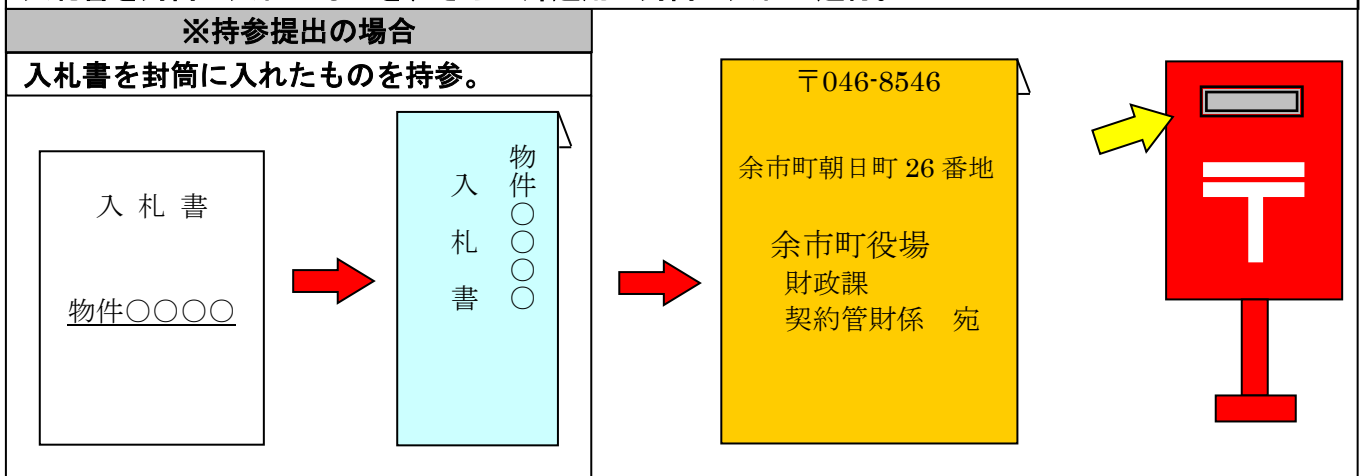 ※持参提出の場合
入札書を封筒に入れたものを持参。
入 札 書
物件○○○○
物件○○○○
入札書
〒046-8546
余市町朝日町 26 番地
余市町役場
財政課
契約管財係 宛
〒